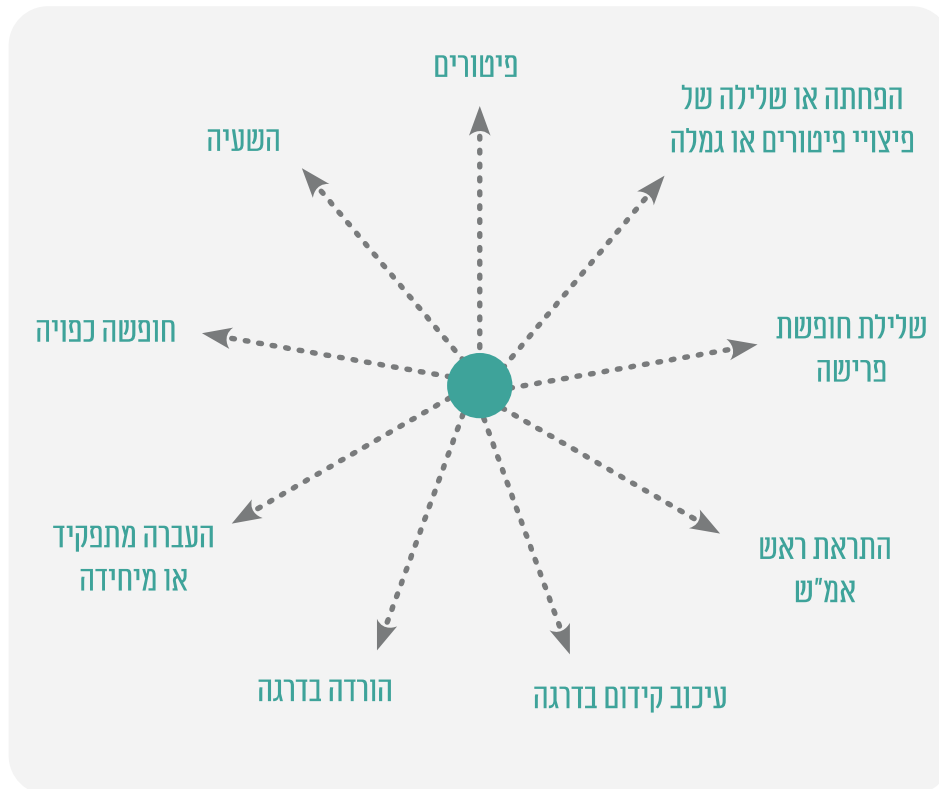 פיטורים
הפחתה או שלילה של
פיצויי פיטורים או גמלה
שלילת חופשת
פרישה
התראת ראש
אמ"ש
עיכוב קידום בדרגה
הורדה בדרגה
העברה מתפקיד
או מיחידה
חופשה כפויה
השעיה